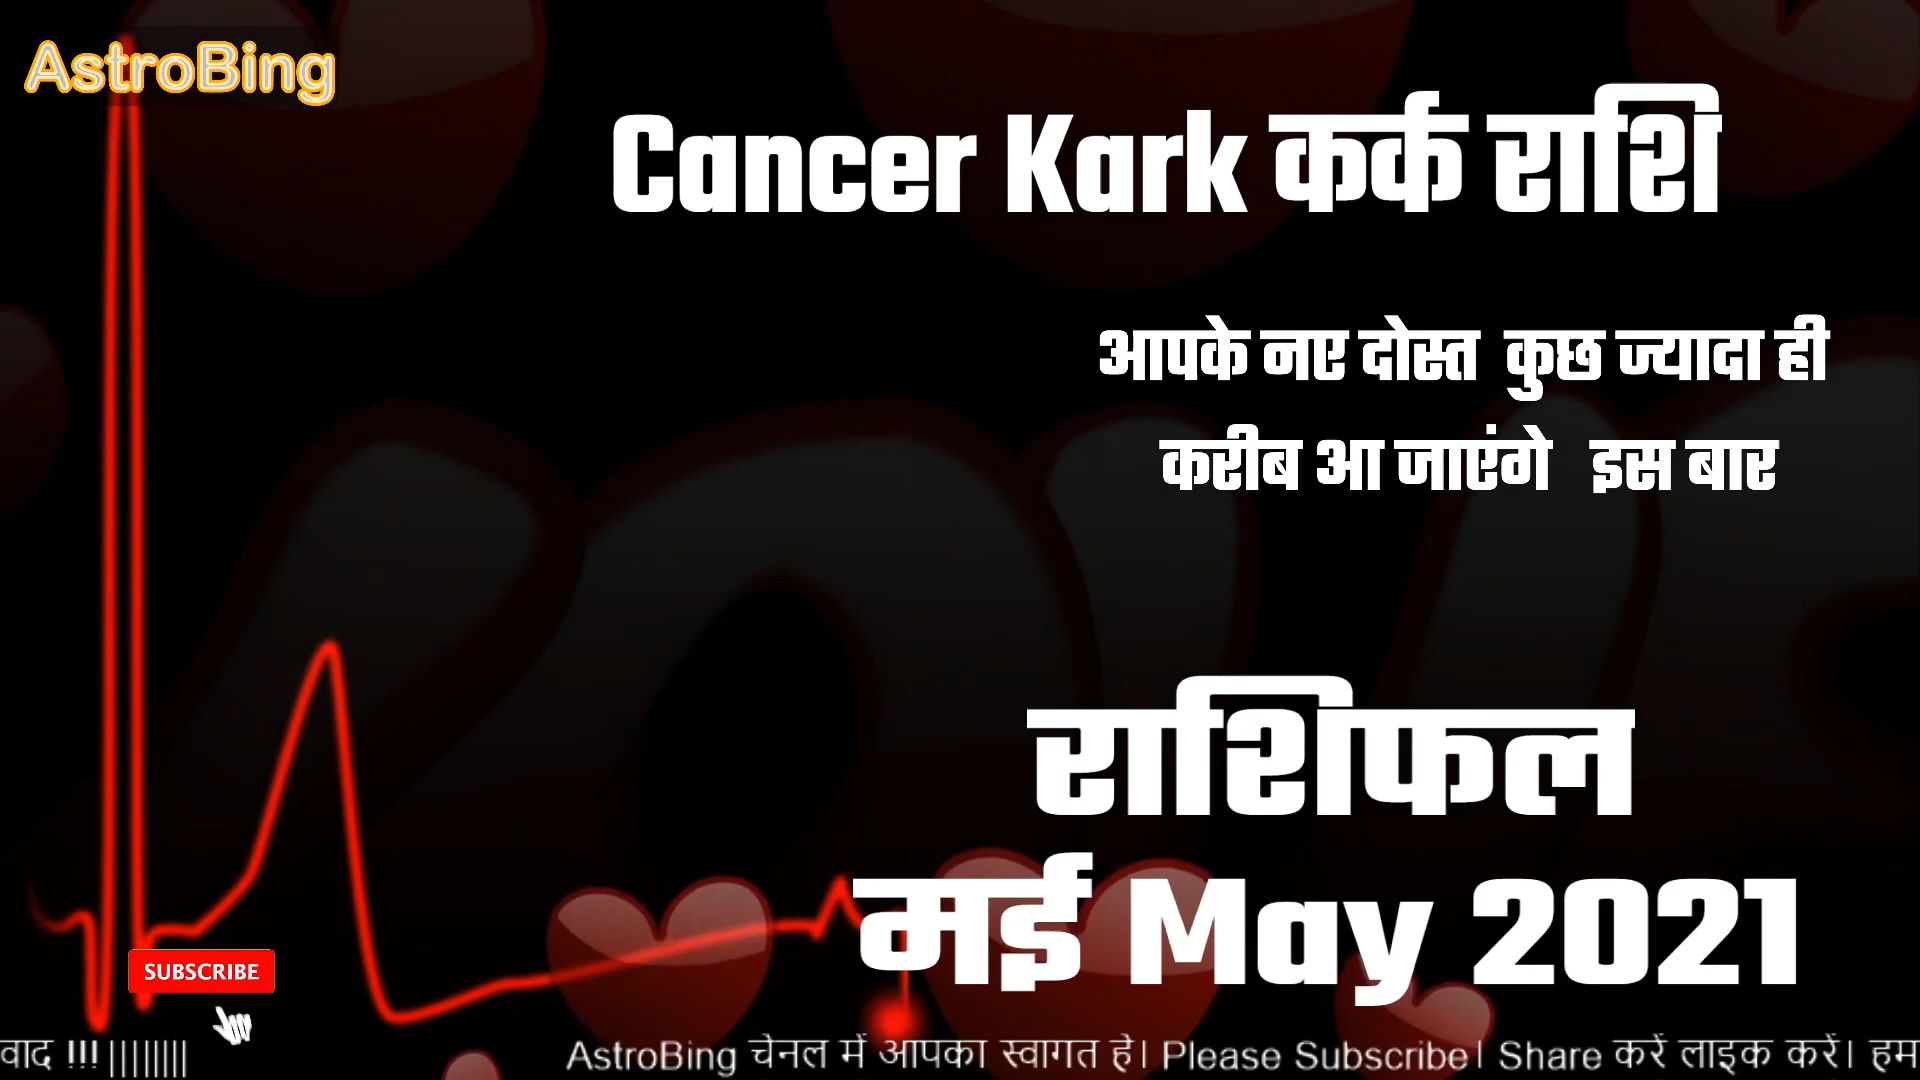 AstroBing
Cancer Kark कर्क राशि
आपके नए दोस्त कुछ ज्यादा ही
करीब आ जाएंगे इस बार
राशिफल
मई May 2021
SUBSCRIBE
वाद !!! |||||||| AstroBing चेनल में आपका स्वागत हे। Please Subscribe। Share करें लाइक करें। हम